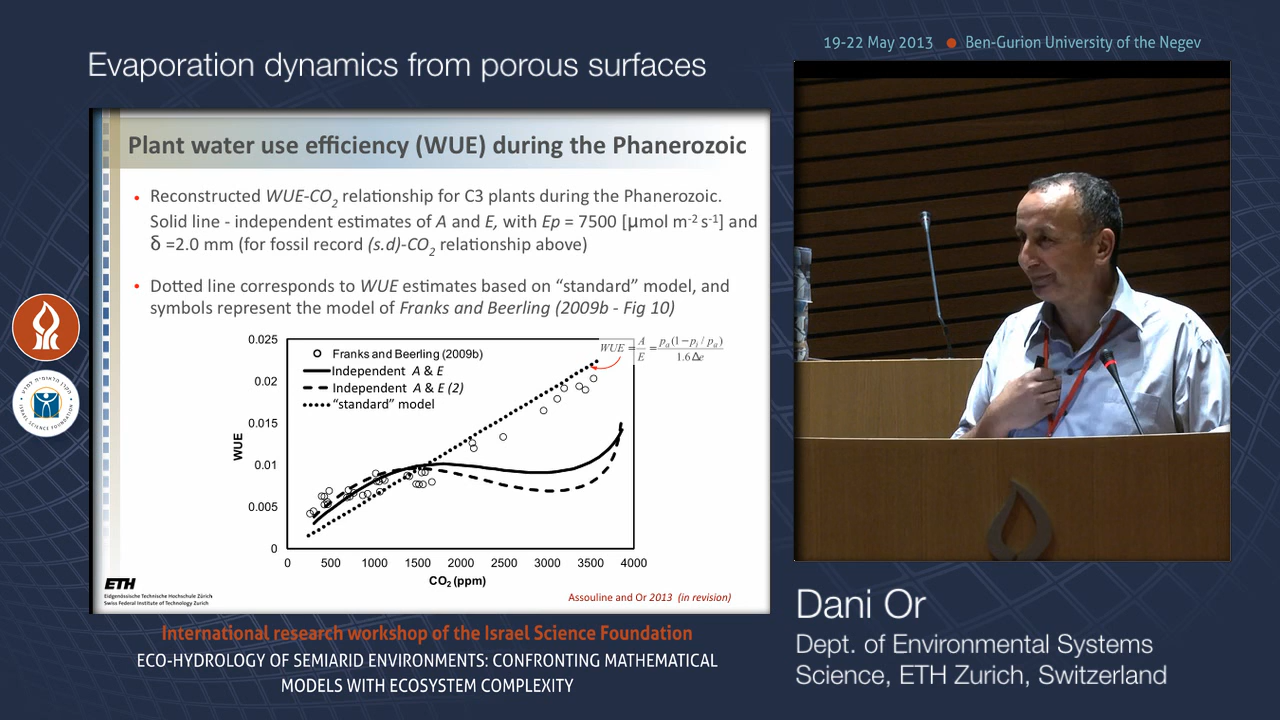 19-22 May 2013 ● Ben-Gurion University of the Negev
Evaporation dynamics from porous surfaces
Plant water use efficiency (WUE) during the Phanerozoic
• Reconstructed WUE-CO2 relationship for C3 plants during the Phanerozoic.
Solid line - independent estimates of A and E, with Ep = 7500 [μmol m-2 s-1] and
δ =2.0 mm (for fossil record (s.d)-CO2 relationship above)
• Dotted line corresponds to WUE estimates based on “standard” model, and
symbols represent the model of Franks and Beerling (2009b - Fig 10)
WUE = A/E = pa(1−pi / pa) / 1.6 Δe
Franks and Beerling (2009b)
Independent A & E
Independent A & E (2)
“standard” model
WUE
0.025
0.02
0.015
0.01
0.005
0
0 500 1000 1500 2000 2500 3000 3500 4000
CO2 (ppm)
ETH
Eidgenössische Technische Hochschule Zürich
Swiss Federal Institute of Technology Zurich
Assouline and Or 2013 (in revision)
International research workshop of the Israel Science Foundation
ECO-HYDROLOGY OF SEMIARID ENVIRONMENTS: CONFRONTING MATHEMATICAL
MODELS WITH ECOSYSTEM COMPLEXITY
Dani Or
Dept. of Environmental Systems
Science, ETH Zurich, Switzerland